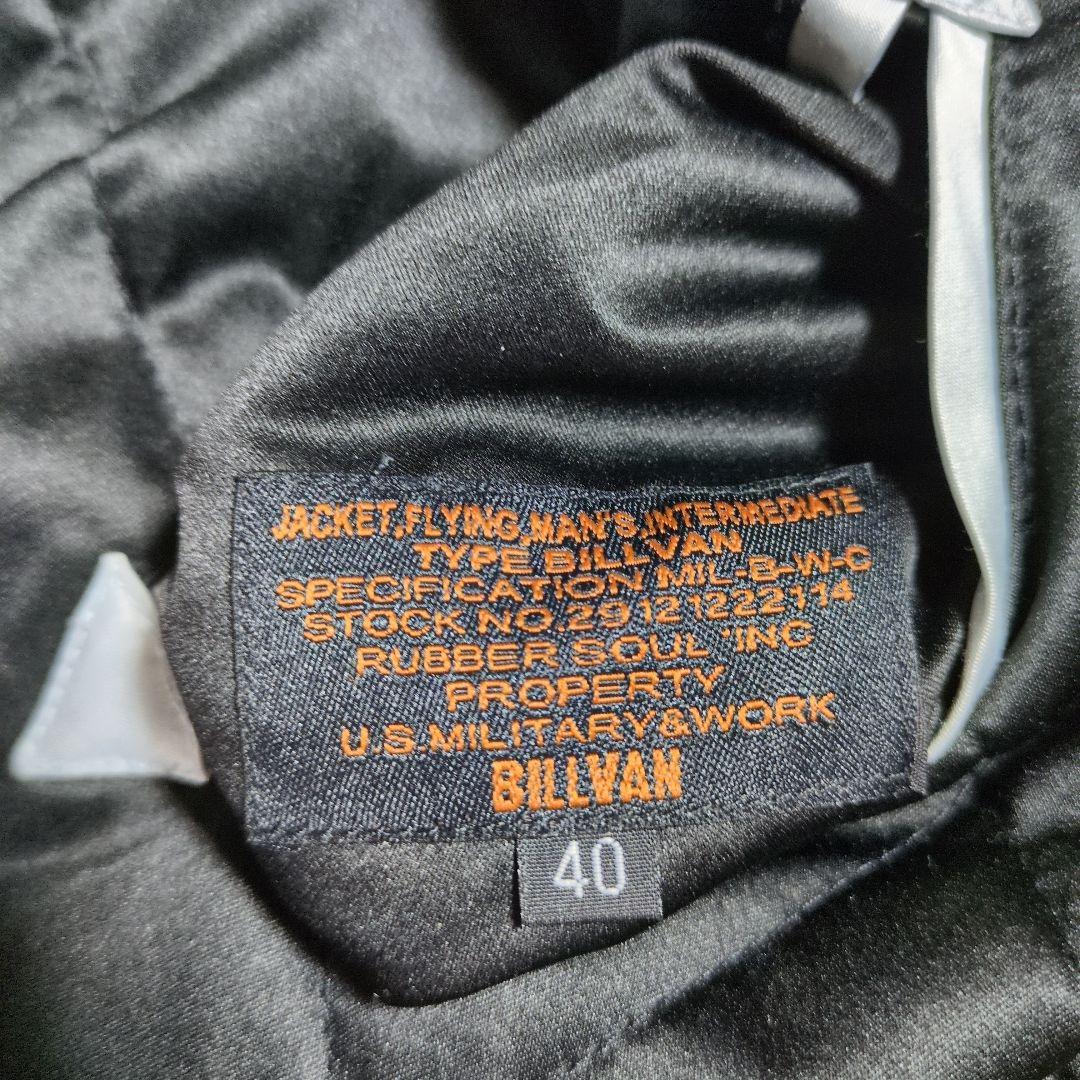 JACKET,FLYING,MAN'S,INTERMEDIATE
TYPE BILLVAN
SPECIFICATION MIL-B-W-C
STOCK NO.29121222114
RUBBER SOUL 'INC
PROPERTY
U.S.MILITARY&WORK
BILLVAN
40